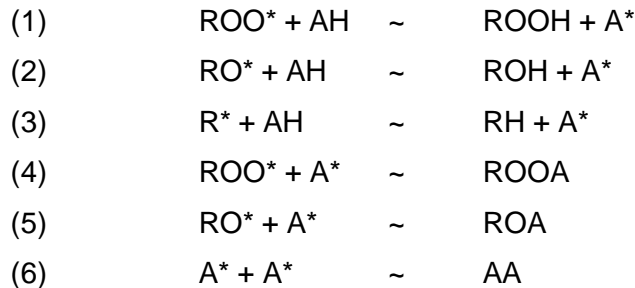 (1) ROO* + AH ~ ROOH + A*
(2) RO* + AH ~ ROH + A*
(3) R* + AH ~ RH + A*
(4) ROO* + A* ~ ROOA
(5) RO* + A* ~ ROA
(6) A* + A* ~ AA